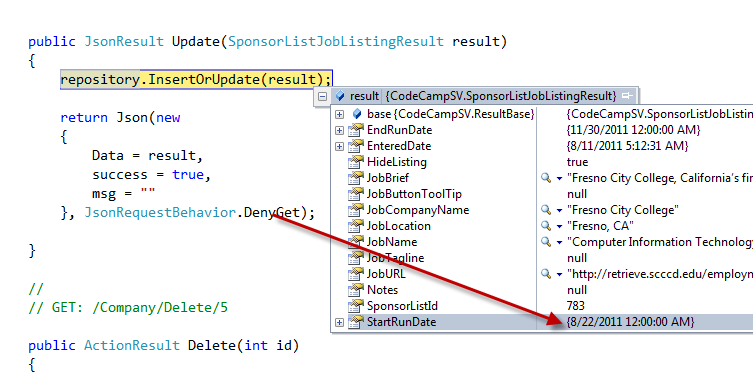 public JsonResult Update(SponsorListJobListingResult result)
{
repository.InsertOrUpdate(result);
result {CodeCampSV.SponsorListJobListingResult}
base {CodeCampSV.ResultBase} {CodeCampSV.SponsorListJobListin
EndRunDate {11/30/2011 12:00:00 AM}
EnteredDate {8/11/2011 5:12:31 AM}
HideListing true
JobBrief "Fresno City College, California's fir
JobButtonToolTip null
JobCompanyName "Fresno City College"
JobLocation "Fresno, CA"
JobName "Computer Information Technology
JobTagline null
JobURL "http://retrieve.scccd.edu/employn
Notes null
SponsorListId 783
StartRunDate {8/22/2011 12:00:00 AM}
return Json(new
{
Data = result,
success = true,
msg = ""
}, JsonRequestBehavior.DenyGet);
}
//
// GET: /Company/Delete/5
public ActionResult Delete(int id)
{